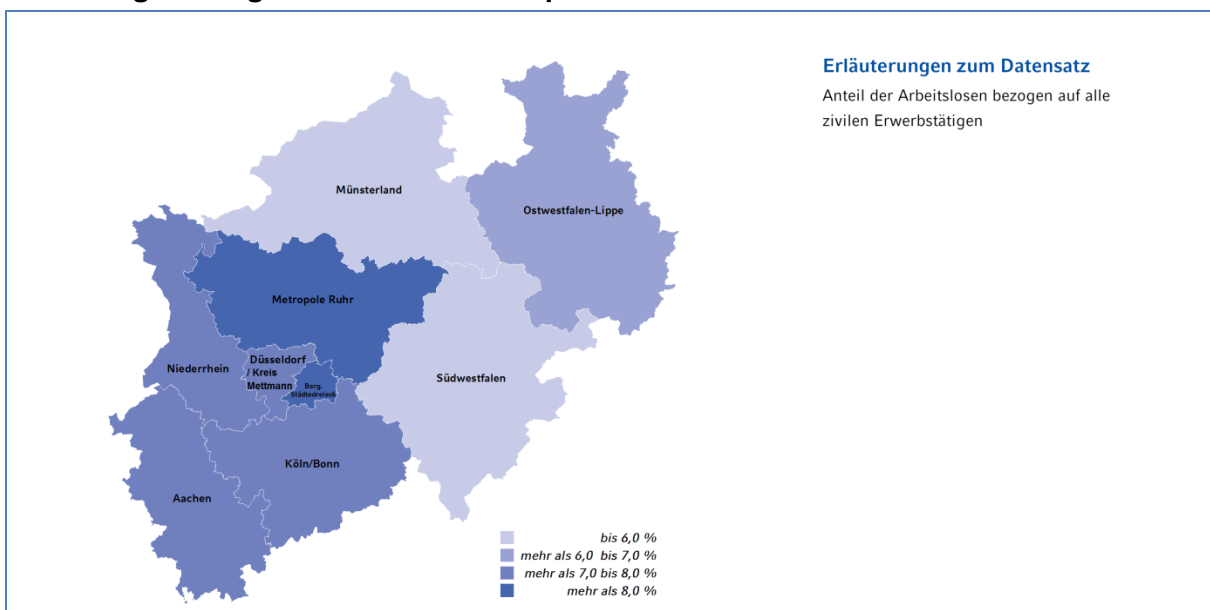 Erläuterungen zum Datensatz
Anteil der Arbeitslosen bezogen auf alle
zivilen Erwerbstätigen
Münsterland
Ostwestfalen-Lippe
Metropole Ruhr
Niederrhein
Düsseldorf
/ Kreis
Mettmann
Berg.
Städtedreieck
Südwestfalen
Köln/Bonn
Aachen
bis 6,0 %
mehr als 6,0 bis 7,0 %
mehr als 7,0 bis 8,0 %
mehr als 8,0 %